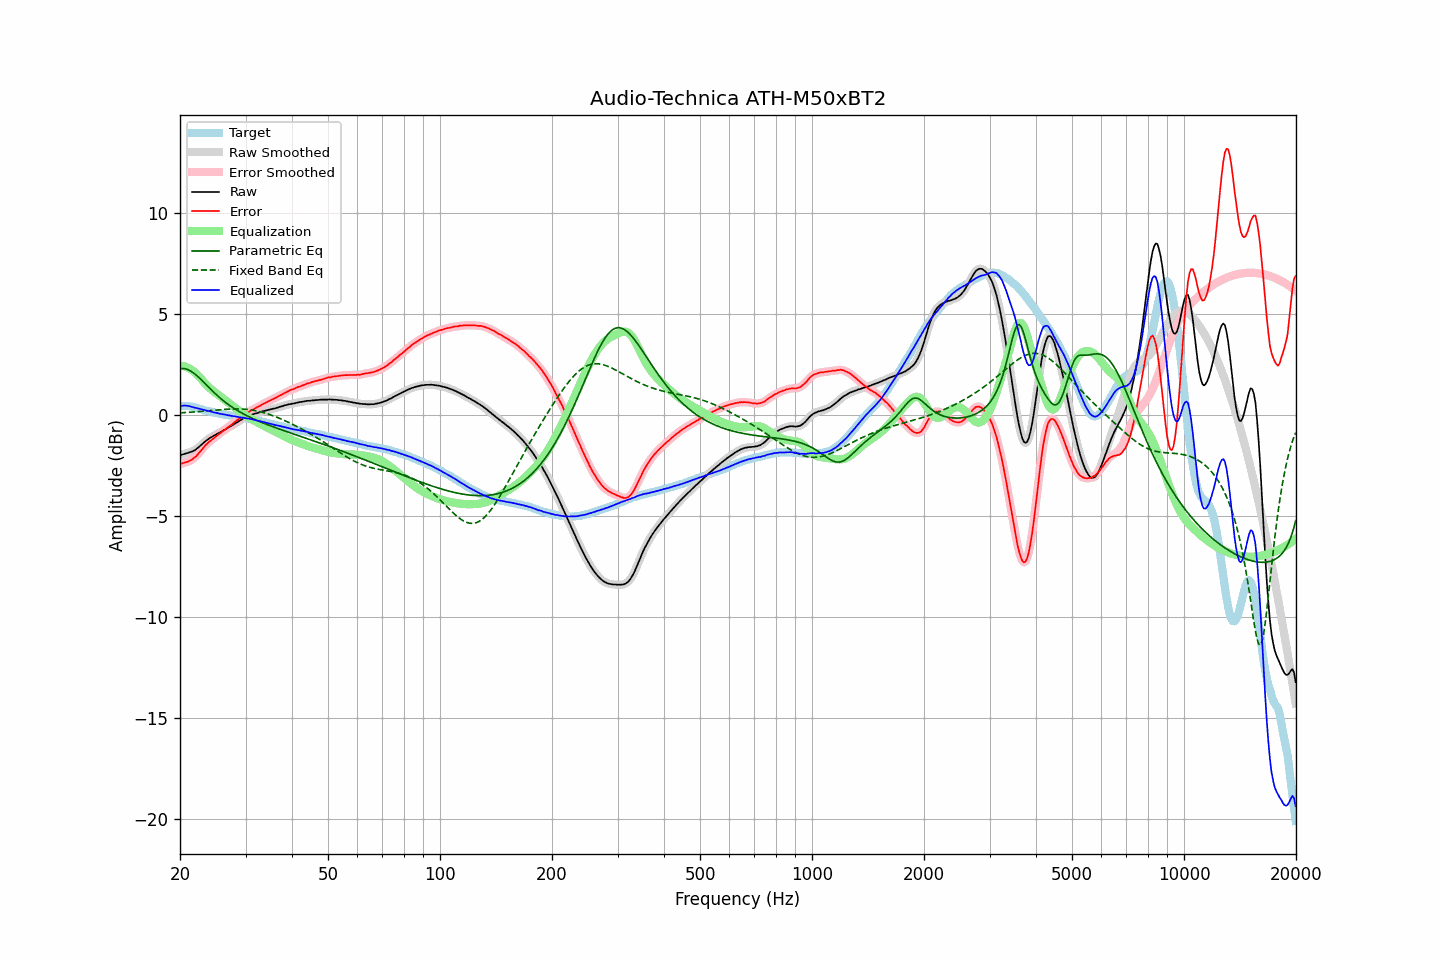 Audio-Technica ATH-M50xBT2
Target
Raw Smoothed
Error Smoothed
Raw
Error
Equalization
Parametric Eq
Fixed Band Eq
Equalized
Amplitude (dBr)
10
5
0
−5
−10
−15
−20
20 50 100 200 500 1000 2000 5000 10000 20000
Frequency (Hz)